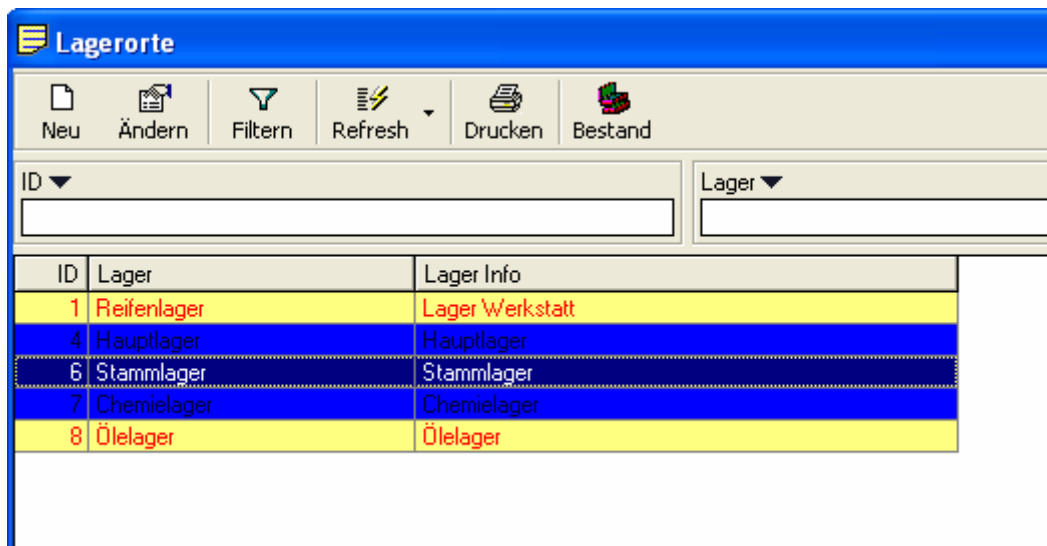 Lagerorte
Neu Ändern Filtern Refresh Drucken Bestand
ID Lager
ID Lager Lager Info
1 Reifenlager Lager Werkstatt
4 Hauptlager Hauptlager
6 Stammlager Stammlager
7 Chemielager Chemielager
8 Ölelager Ölelager